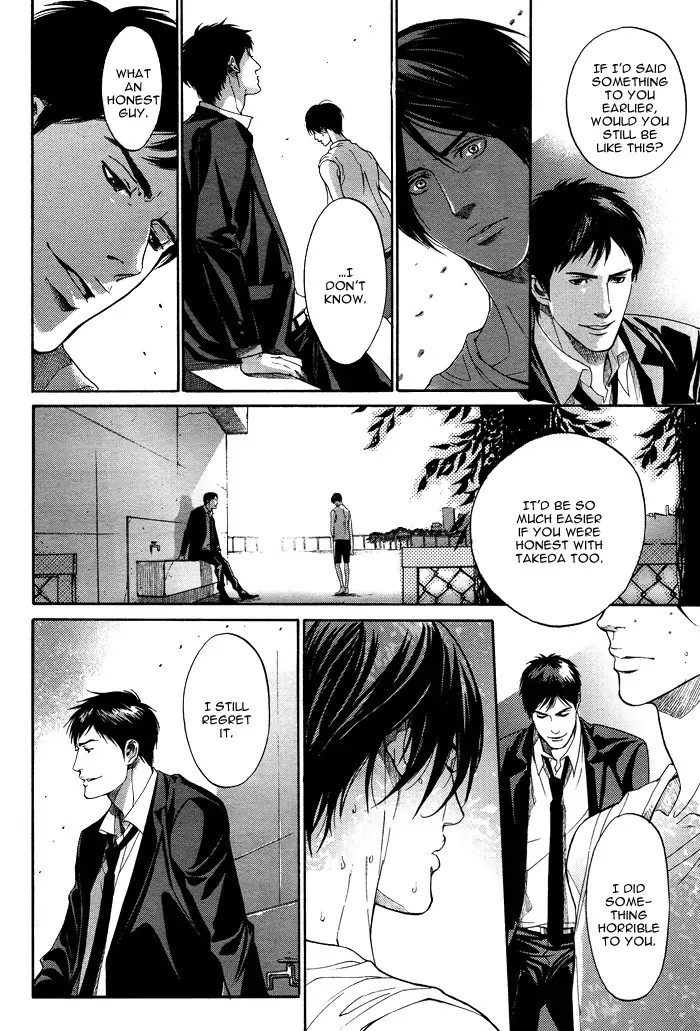 IF I'D SAID
SOMETHING
TO YOU
EARLIER,
WOULD YOU
STILL BE
LIKE THIS?
...I
DON'T
KNOW.
WHAT
AN
HONEST
GUY.
IT'D BE SO
MUCH EASIER
IF YOU WERE
HONEST WITH
TAKEDA TOO.
I DID
SOME-
THING
HORRIBLE
TO YOU.
I STILL
REGRET
IT.